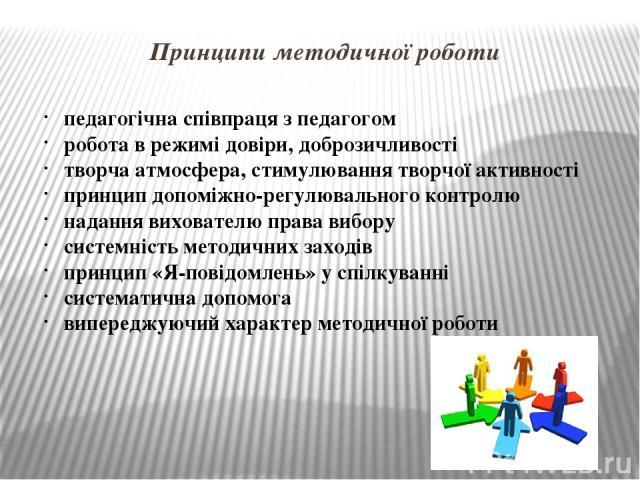 Принципи методичної роботи
педагогічна співпраця з педагогом
робота в режимі довіри, доброзичливості
творча атмосфера, стимулювання творчої активності
принцип допоміжно-регулювального контролю
надання вихователю права вибору
системність методичних заходів
принцип «Я-повідомлень» у спілкуванні
систематична допомога
випереджуючий характер методичної роботи